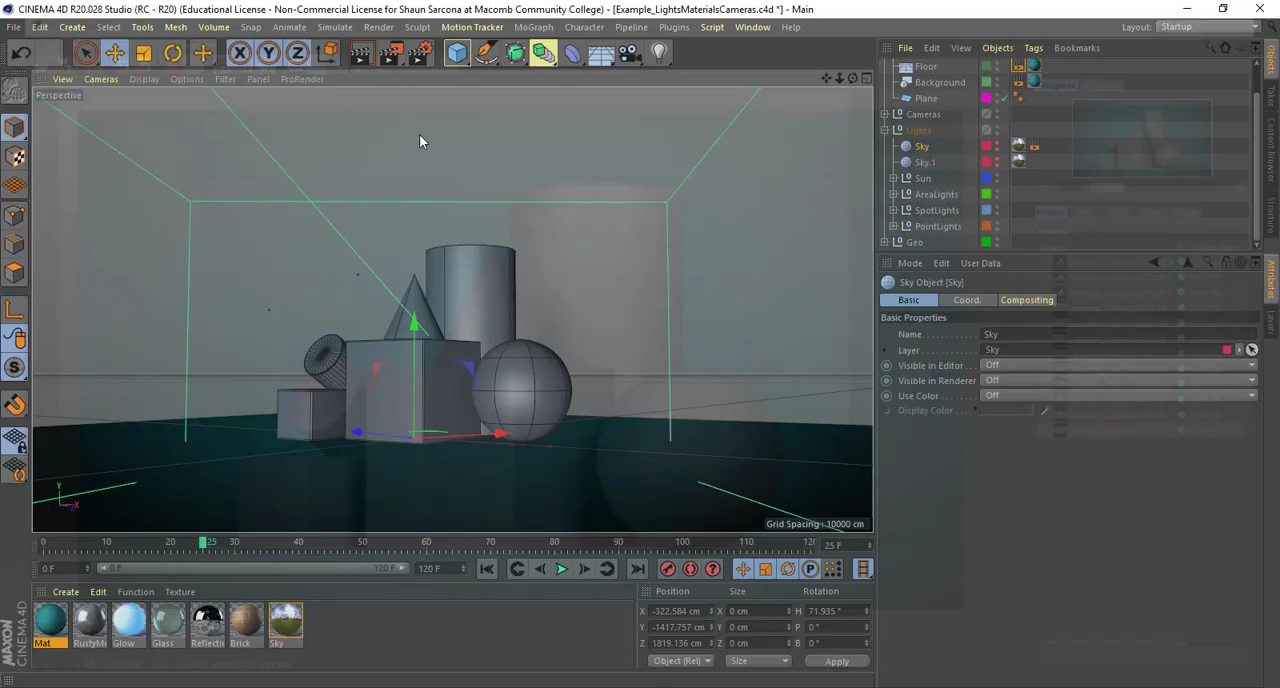 CINEMA 4D R20.028 Studio (RC - R20) (Educational License - Non-Commercial License for Shaun Sarcona at Macomb Community College) - [Example_LightsMaterialsCameras.c4d *] - Main
File Edit Create Select Tools Mesh Volume Snap Animate Simulate Render Sculpt Motion Tracker MoGraph Character Pipeline Plugins Script Window Help Layout: Startup
File Edit View Objects Tags Bookmarks
View Cameras Display Options Filter Panel ProRender
Perspective
Floor
Background
Plane
Cameras
Lights
Sky
Sky.1
Sun
AreaLights
SpotLights
PointLights
Geo
Mode Edit User Data
Sky Object [Sky]
Basic Coord. Compositing
Basic Properties
Name Sky
Layer Sky
Visible in Editor Off
Visible in Renderer Off
Use Color Off
Display Color
Objects
Takes
Content Browser
Structure
Attributes
Layers
X Y Z
S
Y
X
Grid Spacing : 10000 cm
0 10 20 25 30 40 50 60 70 80 90 100 110 120 25 F
0 F 0 F 120 F 120 F
P
Create Edit Function Texture
Mat
Glow
Glass
Brick
Sky
Position Size Rotation
X -322.584 cm X 0 cm H 71.935 °
Y -1417.757 cm Y 0 cm P 0 °
Z 1819.136 cm Z 0 cm B 0 °
Object (Rel) Size Apply
MAXON
CINEMA 4D